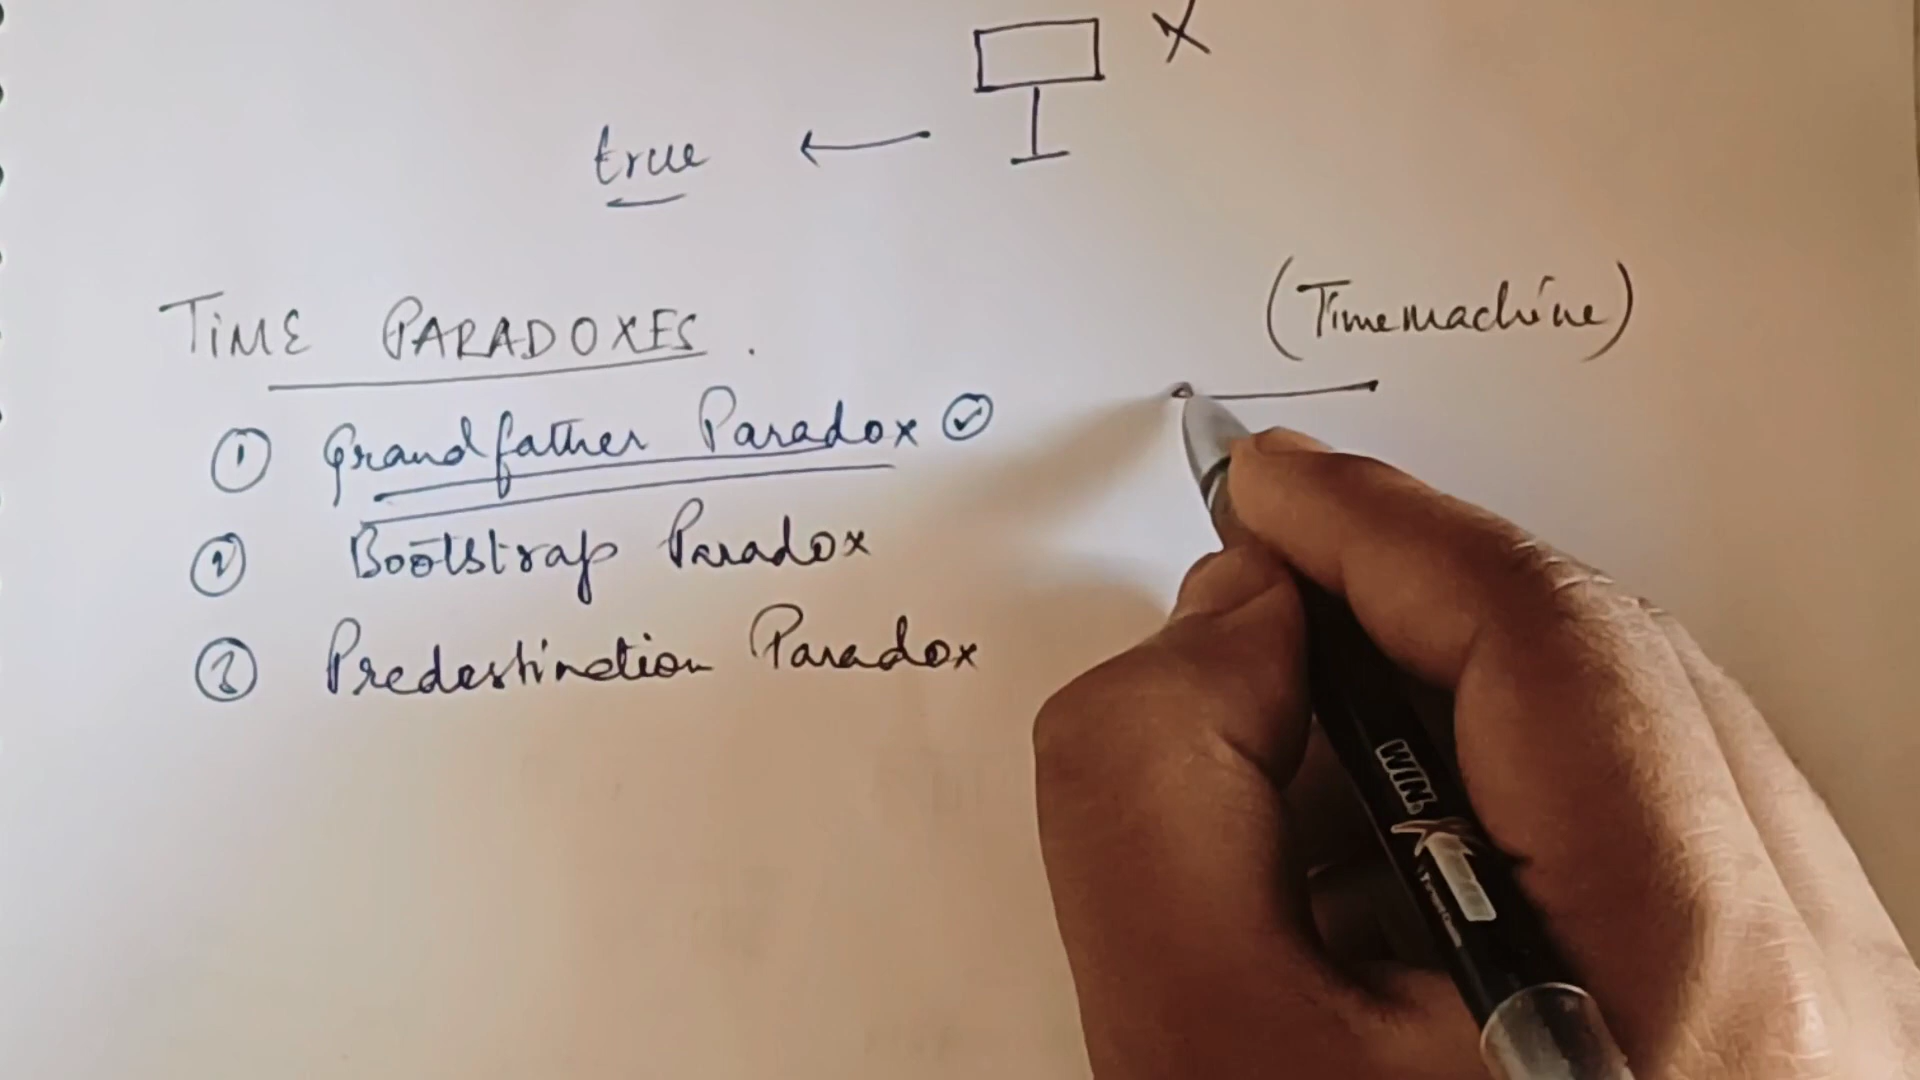 X
true
TIME PARADOXES.
(Timemachine)
① Grandfather Paradox
② Bootstrap Paradox
③ Predestination Paradox
WIN